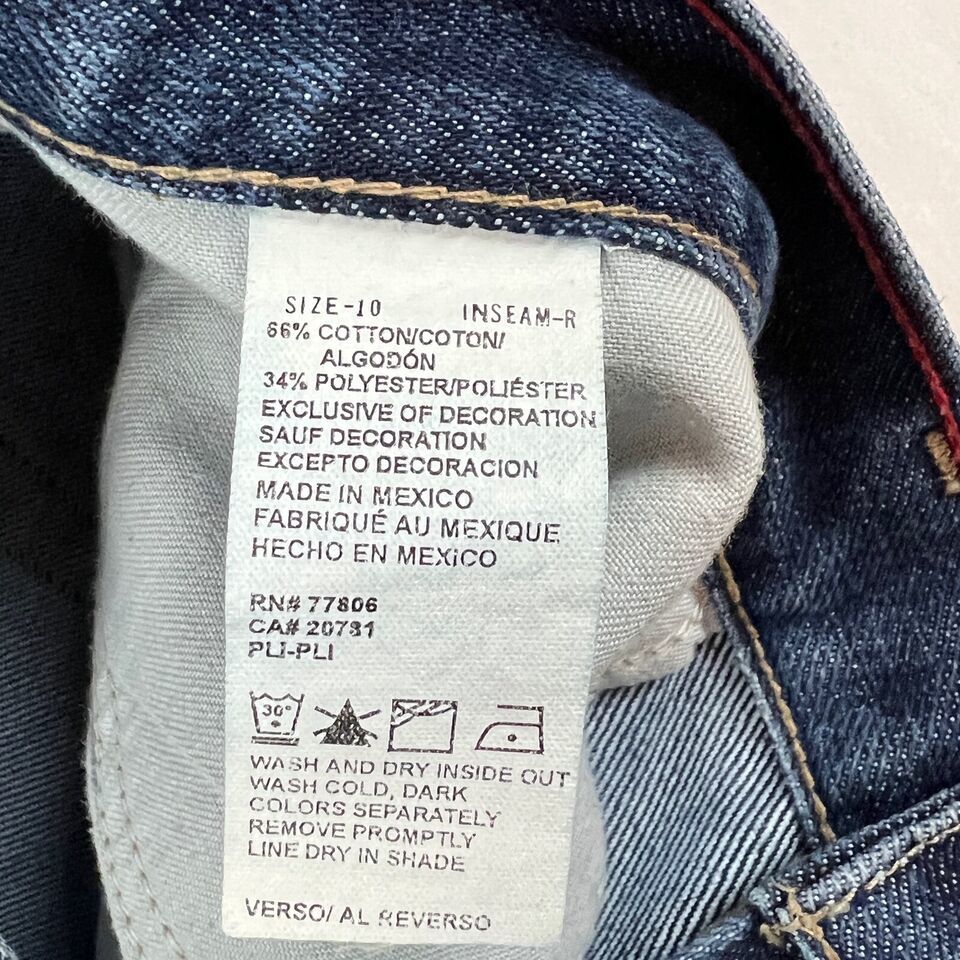 SIZE-10 INSEAM-R
66% COTTON/COTON/
ALGODÓN
34% POLYESTER/POLIÉSTER
EXCLUSIVE OF DECORATION
SAUF DECORATION
EXCEPTO DECORACION
MADE IN MEXICO
FABRIQUÉ AU MEXIQUE
HECHO EN MEXICO
RN# 77806
CA# 20781
PLI-PLI
30°
WASH AND DRY INSIDE OUT
WASH COLD, DARK
COLORS SEPARATELY
REMOVE PROMPTLY
LINE DRY IN SHADE
VERSO/ AL REVERSO